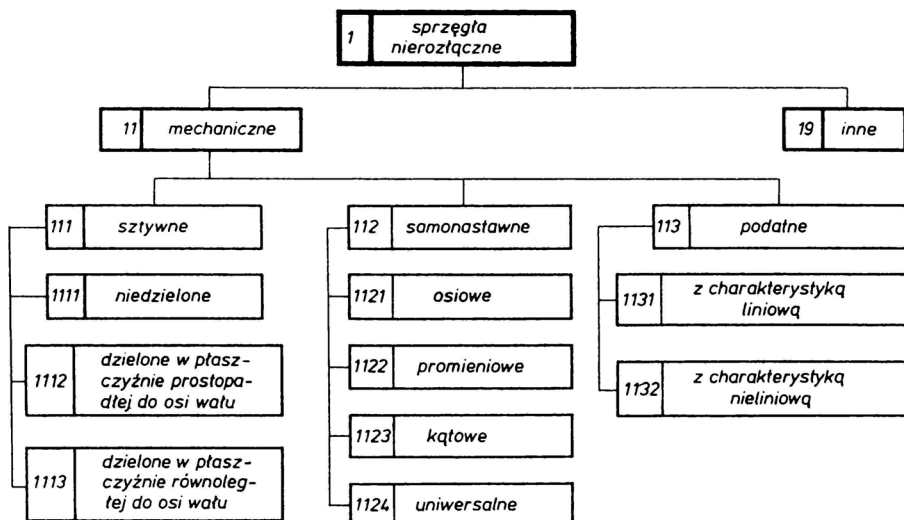 1 sprzęgła
nierozłączne
11 mechaniczne
19 inne
111 sztywne
1111 niedzielone
1112 dzielone w płasz-
czyźnie prostopa-
dłej do osi wału
1113 dzielone w płasz-
czyźnie równoleg-
łej do osi wału
112 samonastawne
1121 osiowe
1122 promieniowe
1123 kątowe
1124 uniwersalne
113 podatne
1131 z charakterystyką
liniową
1132 z charakterystyką
nieliniową